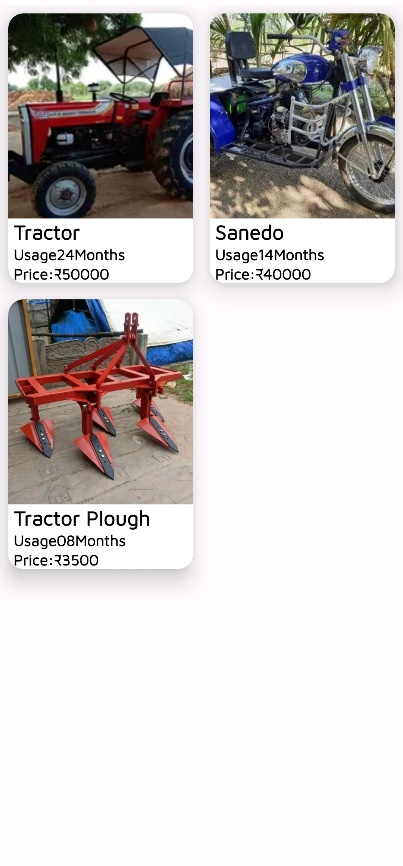 Tractor
Usage24Months
Price:₹50000
Sanedo
Usage14Months
Price:₹40000
Tractor Plough
Usage08Months
Price:₹3500